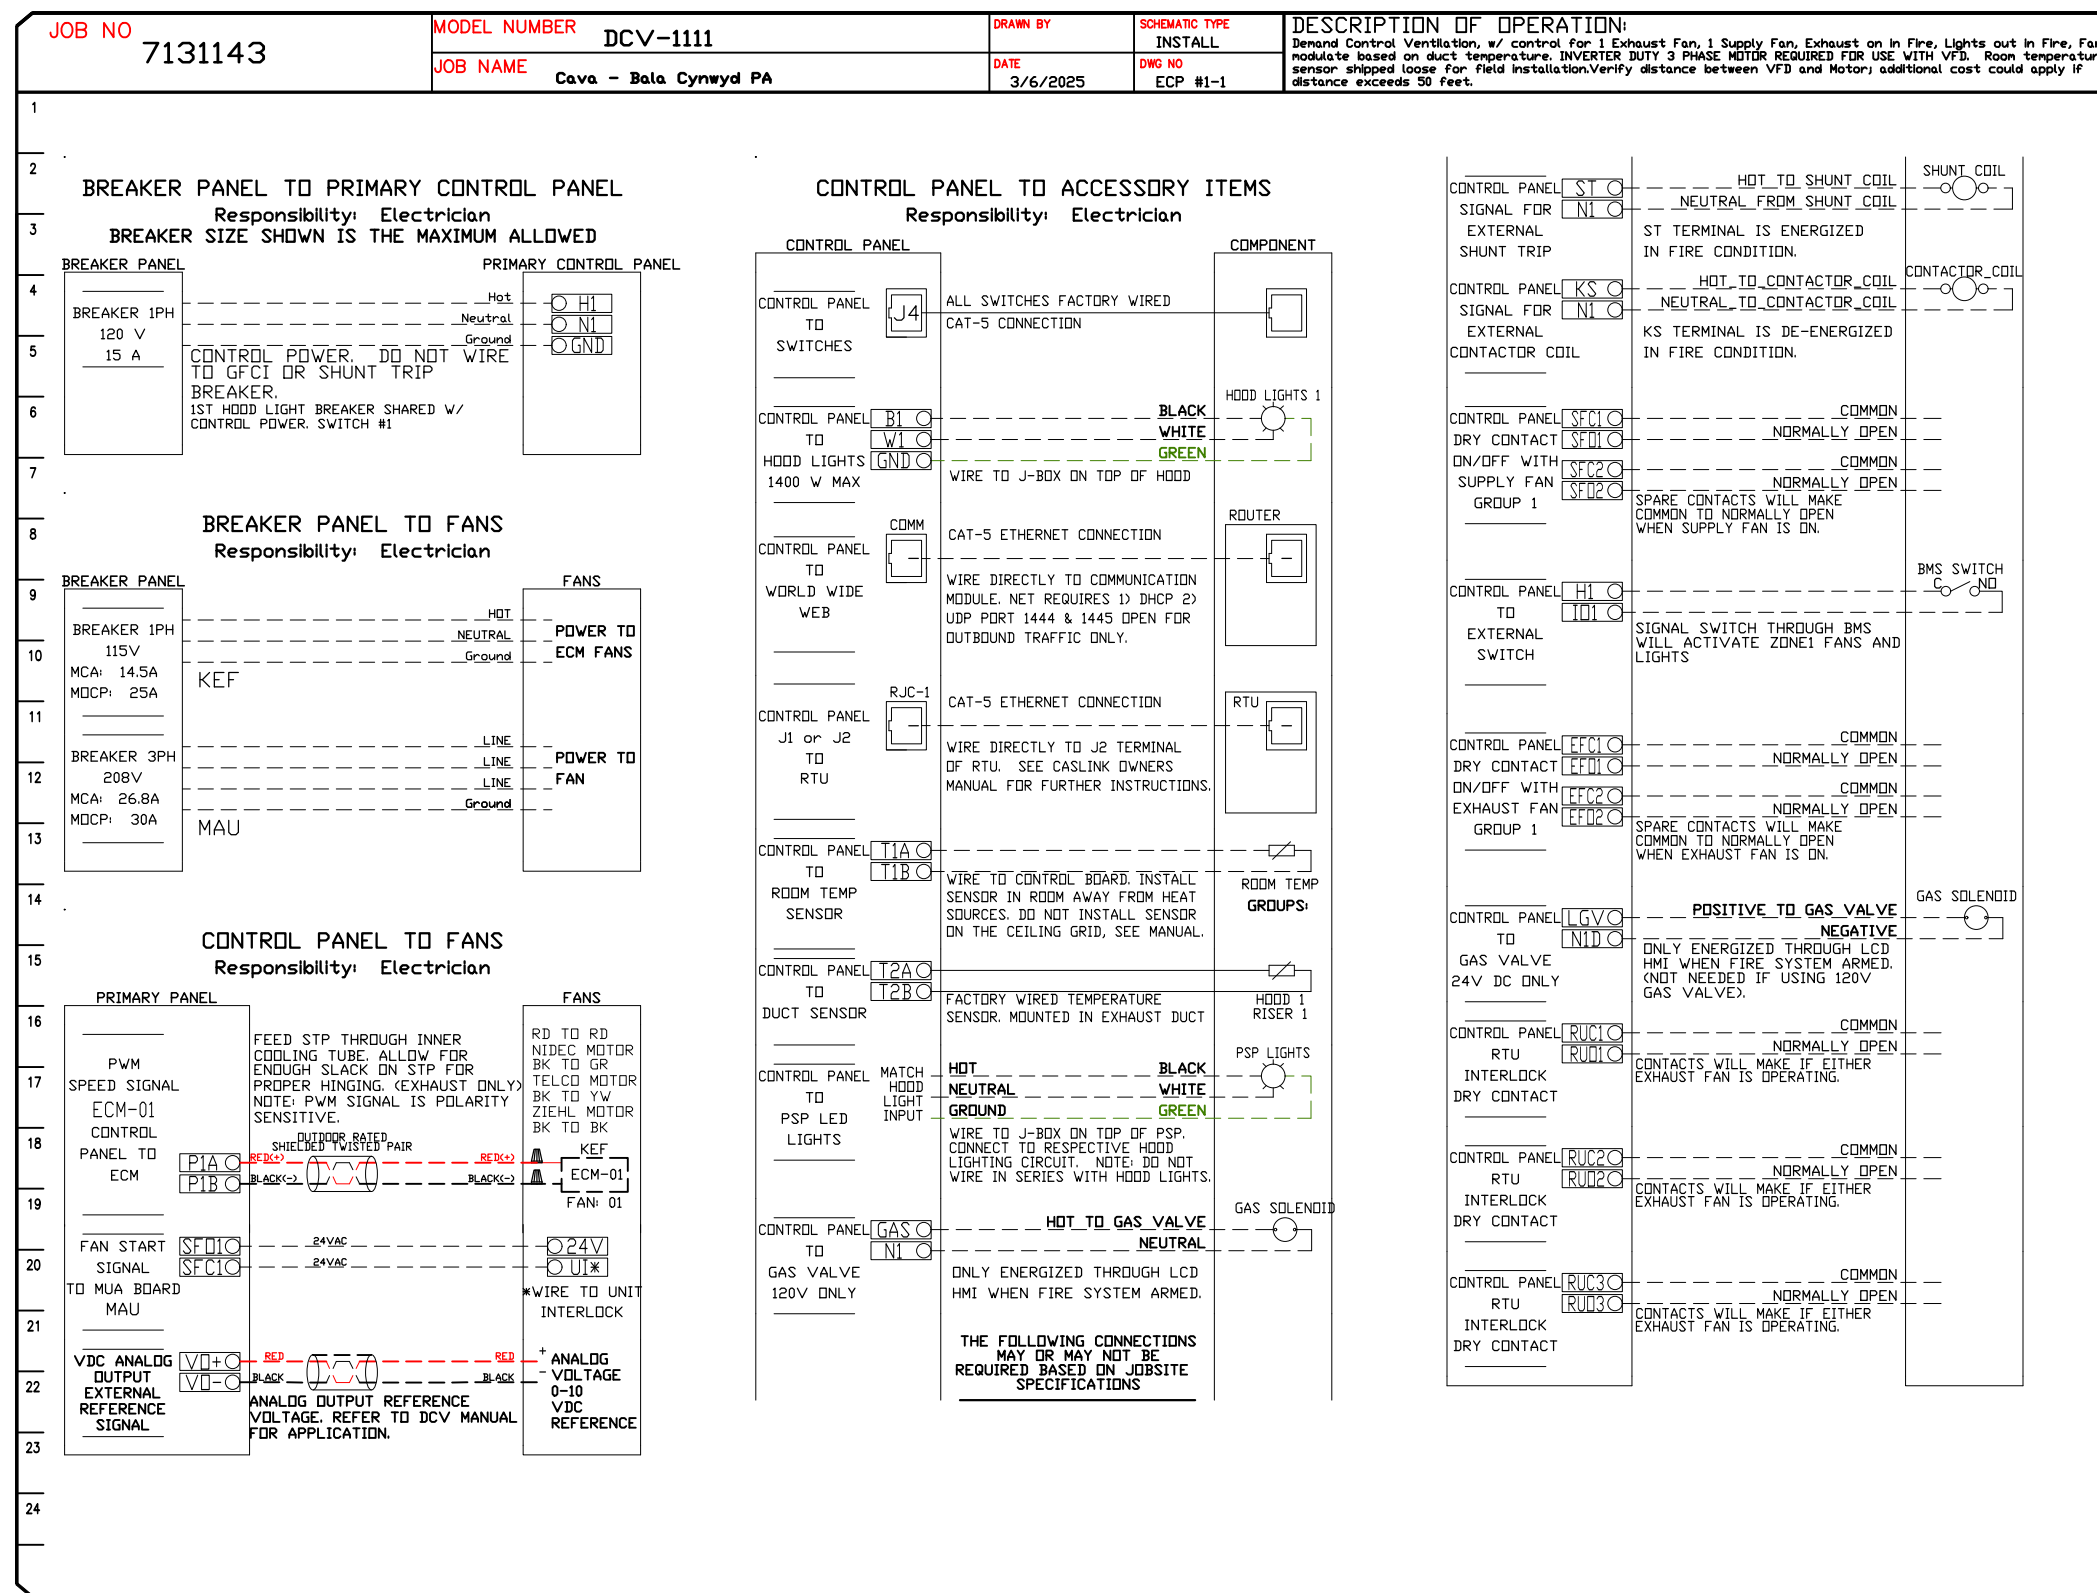 JOB NO
7131143
MODEL NUMBER
DCV-1111
JOB NAME
Cava - Bala Cynwyd PA
DRAWN BY
DATE
3/6/2025
SCHEMATIC TYPE
INSTALL
DWG NO
ECP #1-1
DESCRIPTION OF OPERATION:
Demand Control Ventilation, w/ control for 1 Exhaust Fan, 1 Supply Fan, Exhaust on in Fire, Lights out in Fire,
modulate based on duct temperature. INVERTER DUTY 3 PHASE MOTOR REQUIRED FOR USE WITH VFD. Room
sensor shipped loose for field installation.Verify distance between VFD and Motor; additional cost could apply if
distance exceeds 50 feet.
1
2
3
4
5
6
7
8
9
10
11
12
13
14
15
16
17
18
19
20
21
22
23
24
BREAKER PANEL TO PRIMARY CONTROL PANEL
Responsibility: Electrician
BREAKER SIZE SHOWN IS THE MAXIMUM ALLOWED
BREAKER PANEL
PRIMARY CONTROL PANEL
BREAKER 1PH
120 V
15 A
Hot
H1
Neutral
N1
Ground
GND
CONTROL POWER. DO NOT WIRE
TO GFCI OR SHUNT TRIP
BREAKER.
1ST HOOD LIGHT BREAKER SHARED W/
CONTROL POWER. SWITCH #1
BREAKER PANEL TO FANS
Responsibility: Electrician
BREAKER PANEL
FANS
BREAKER 1PH
115V
MCA: 14.5A
MOCP: 25A
HOT
NEUTRAL
Ground
POWER TO
ECM FANS
KEF
BREAKER 3PH
208V
MCA: 26.8A
MOCP: 30A
LINE
LINE
LINE
Ground
POWER TO
FAN
MAU
CONTROL PANEL TO FANS
Responsibility: Electrician
PRIMARY PANEL
FANS
PWM
SPEED SIGNAL
ECM-01
CONTROL
PANEL TO
ECM
FEED STP THROUGH INNER
COOLING TUBE. ALLOW FOR
ENOUGH SLACK ON STP FOR
PROPER HINGING. (EXHAUST ONLY)
NOTE: PWM SIGNAL IS POLARITY
SENSITIVE.
RD TO RD
NIDEC MOTOR
BK TO GR
TELCO MOTOR
BK TO YW
ZIEHL MOTOR
BK TO BK
OUTDOOR RATED
SHIELDED TWISTED PAIR
P1A
RED(+)
RED(+)
P1B
BLACK(-)
BLACK(-)
KEF
ECM-01
FAN: 01
FAN START
SIGNAL
TO MUA BOARD
MAU
SFO1
24VAC
24V
SFC1
24VAC
UI*
*WIRE TO UNIT
INTERLOCK
VDC ANALOG
OUTPUT
EXTERNAL
REFERENCE
SIGNAL
VO+
RED
RED
VO-
BLACK
BLACK
+
-
ANALOG
VOLTAGE
0-10
VDC
REFERENCE
ANALOG OUTPUT REFERENCE
VOLTAGE. REFER TO DCV MANUAL
FOR APPLICATION.
CONTROL PANEL TO ACCESSORY ITEMS
Responsibility: Electrician
CONTROL PANEL
COMPONENT
CONTROL PANEL
TO
SWITCHES
J4
ALL SWITCHES FACTORY WIRED
CAT-5 CONNECTION
CONTROL PANEL
TO
HOOD LIGHTS
1400 W MAX
B1
BLACK
W1
WHITE
GND
GREEN
HOOD LIGHTS 1
WIRE TO J-BOX ON TOP OF HOOD
CONTROL PANEL
TO
WORLD WIDE
WEB
COMM
CAT-5 ETHERNET CONNECTION
ROUTER
WIRE DIRECTLY TO COMMUNICATION
MODULE. NET REQUIRES 1) DHCP 2)
UDP PORT 1444 & 1445 OPEN FOR
OUTBOUND TRAFFIC ONLY.
CONTROL PANEL
J1 or J2
TO
RTU
RJC-1
CAT-5 ETHERNET CONNECTION
RTU
WIRE DIRECTLY TO J2 TERMINAL
OF RTU. SEE CASLINK OWNERS
MANUAL FOR FURTHER INSTRUCTIONS.
CONTROL PANEL
TO
ROOM TEMP
SENSOR
T1A
T1B
WIRE TO CONTROL BOARD. INSTALL
SENSOR IN ROOM AWAY FROM HEAT
SOURCES. DO NOT INSTALL SENSOR
ON THE CEILING GRID, SEE MANUAL.
ROOM TEMP
GROUPS:
CONTROL PANEL
TO
DUCT SENSOR
T2A
T2B
FACTORY WIRED TEMPERATURE
SENSOR. MOUNTED IN EXHAUST DUCT
HOOD 1
RISER 1
CONTROL PANEL
TO
PSP LED
LIGHTS
MATCH
HOOD
LIGHT
INPUT
HOT
BLACK
NEUTRAL
WHITE
GROUND
GREEN
PSP LIGHTS
WIRE TO J-BOX ON TOP OF PSP.
CONNECT TO RESPECTIVE HOOD
LIGHTING CIRCUIT. NOTE: DO NOT
WIRE IN SERIES WITH HOOD LIGHTS.
CONTROL PANEL
TO
GAS VALVE
120V ONLY
GAS
HOT TO GAS VALVE
N1
NEUTRAL
GAS SOLENOID
ONLY ENERGIZED THROUGH LCD
HMI WHEN FIRE SYSTEM ARMED.
THE FOLLOWING CONNECTIONS
MAY OR MAY NOT BE
REQUIRED BASED ON JOBSITE
SPECIFICATIONS
CONTROL PANEL
SIGNAL FOR
EXTERNAL
SHUNT TRIP
ST
HOT TO SHUNT COIL
N1
NEUTRAL FROM SHUNT COIL
SHUNT COIL
ST TERMINAL IS ENERGIZED
IN FIRE CONDITION.
CONTROL PANEL
SIGNAL FOR
EXTERNAL
CONTACTOR COIL
KS
HOT TO CONTACTOR COIL
N1
NEUTRAL TO CONTACTOR COIL
CONTACTOR COIL
KS TERMINAL IS DE-ENERGIZED
IN FIRE CONDITION.
CONTROL PANEL
DRY CONTACT
ON/OFF WITH
SUPPLY FAN
GROUP 1
SFC1
COMMON
SFO1
NORMALLY OPEN
SFC2
COMMON
SFO2
NORMALLY OPEN
SPARE CONTACTS WILL MAKE
COMMON TO NORMALLY OPEN
WHEN SUPPLY FAN IS ON.
CONTROL PANEL
TO
EXTERNAL
SWITCH
H1
IO1
BMS SWITCH
C
NO
SIGNAL SWITCH THROUGH BMS
WILL ACTIVATE ZONE1 FANS AND
LIGHTS
CONTROL PANEL
DRY CONTACT
ON/OFF WITH
EXHAUST FAN
GROUP 1
EFC1
COMMON
EFO1
NORMALLY OPEN
EFC2
COMMON
EFO2
NORMALLY OPEN
SPARE CONTACTS WILL MAKE
COMMON TO NORMALLY OPEN
WHEN EXHAUST FAN IS ON.
CONTROL PANEL
TO
GAS VALVE
24V DC ONLY
LGV
POSITIVE TO GAS VALVE
N1D
NEGATIVE
GAS SOLENOID
ONLY ENERGIZED THROUGH LCD
HMI WHEN FIRE SYSTEM ARMED.
(NOT NEEDED IF USING 120V
GAS VALVE).
CONTROL PANEL
RTU
INTERLOCK
DRY CONTACT
RUC1
COMMON
RUO1
NORMALLY OPEN
CONTACTS WILL MAKE IF EITHER
EXHAUST FAN IS OPERATING.
CONTROL PANEL
RTU
INTERLOCK
DRY CONTACT
RUC2
COMMON
RUO2
NORMALLY OPEN
CONTACTS WILL MAKE IF EITHER
EXHAUST FAN IS OPERATING.
CONTROL PANEL
RTU
INTERLOCK
DRY CONTACT
RUC3
COMMON
RUO3
NORMALLY OPEN
CONTACTS WILL MAKE IF EITHER
EXHAUST FAN IS OPERATING.